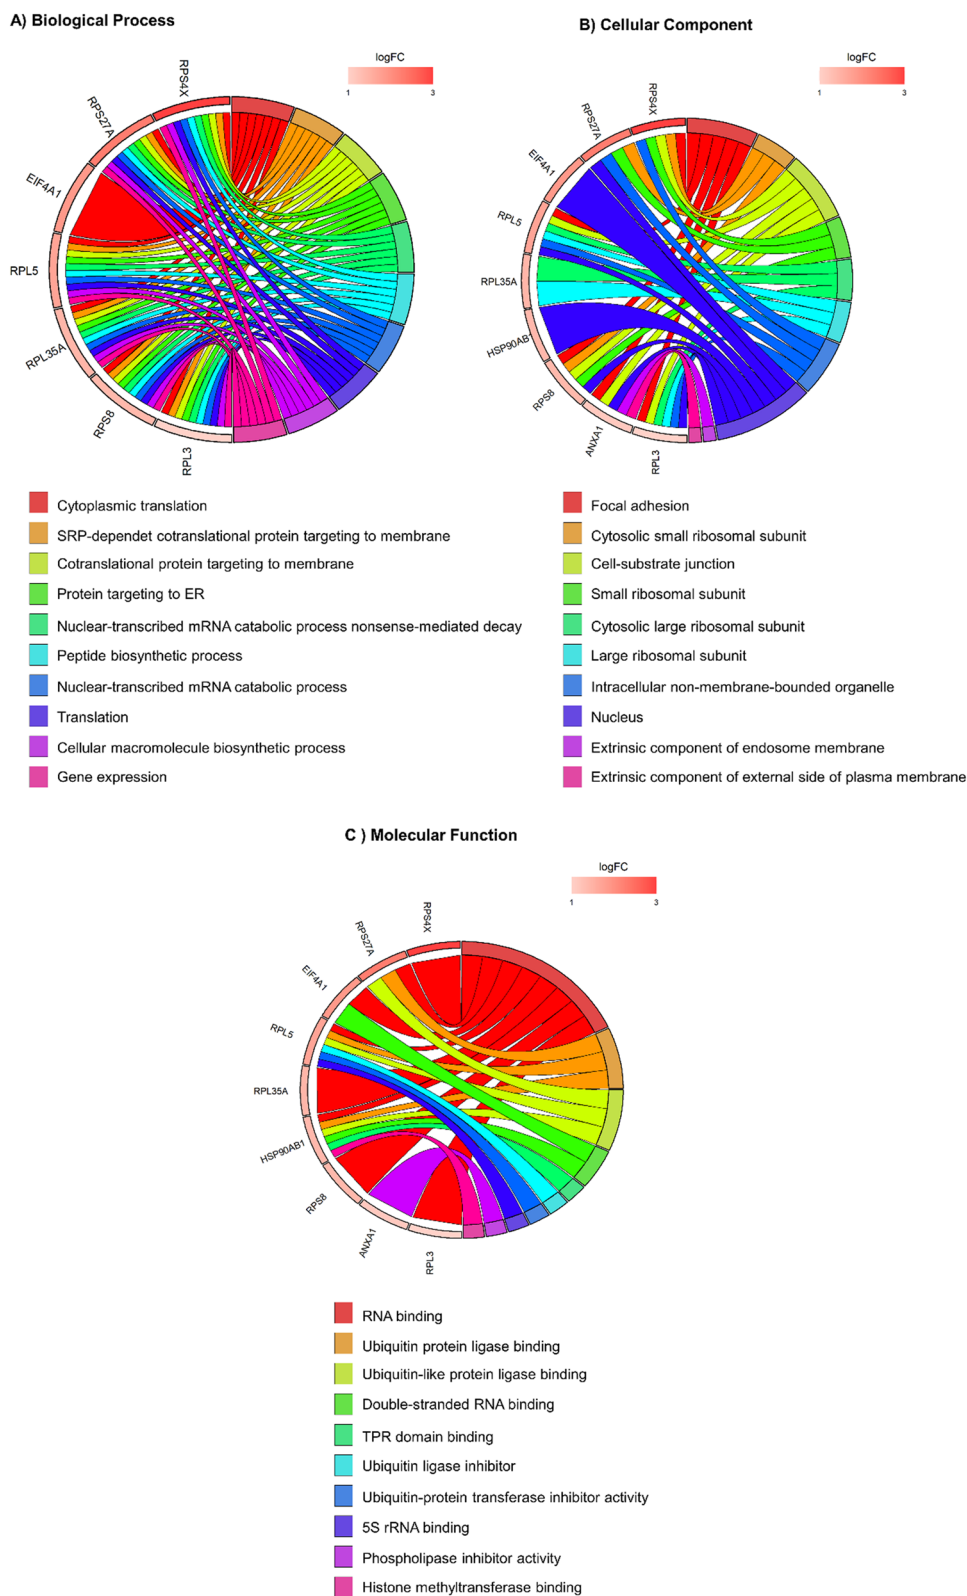 A) Biological Process
logFC
1 3
RPS4X
RPS27A
EIF4A1
RPL5
RPL35A
RPS8
RPL3
Cytoplasmic translation
SRP-dependet cotranslational protein targeting to membrane
Cotranslational protein targeting to membrane
Protein targeting to ER
Nuclear-transcribed mRNA catabolic process nonsense-mediated decay
Peptide biosynthetic process
Nuclear-transcribed mRNA catabolic process
Translation
Cellular macromolecule biosynthetic process
Gene expression
B) Cellular Component
logFC
1 3
RPS4X
RPS27A
EIF4A1
RPL5
RPL35A
HSP90AB1
RPS8
ANXA1
RPL3
Focal adhesion
Cytosolic small ribosomal subunit
Cell-substrate junction
Small ribosomal subunit
Cytosolic large ribosomal subunit
Large ribosomal subunit
Intracellular non-membrane-bounded organelle
Nucleus
Extrinsic component of endosome membrane
Extrinsic component of external side of plasma membrane
C ) Molecular Function
logFC
1 3
RPS4X
RPS27A
EIF4A1
RPL5
RPL35A
HSP90AB1
RPS8
ANXA1
RPL3
RNA binding
Ubiquitin protein ligase binding
Ubiquitin-like protein ligase binding
Double-stranded RNA binding
TPR domain binding
Ubiquitin ligase inhibitor
Ubiquitin-protein transferase inhibitor activity
5S rRNA binding
Phospholipase inhibitor activity
Histone methyltransferase binding